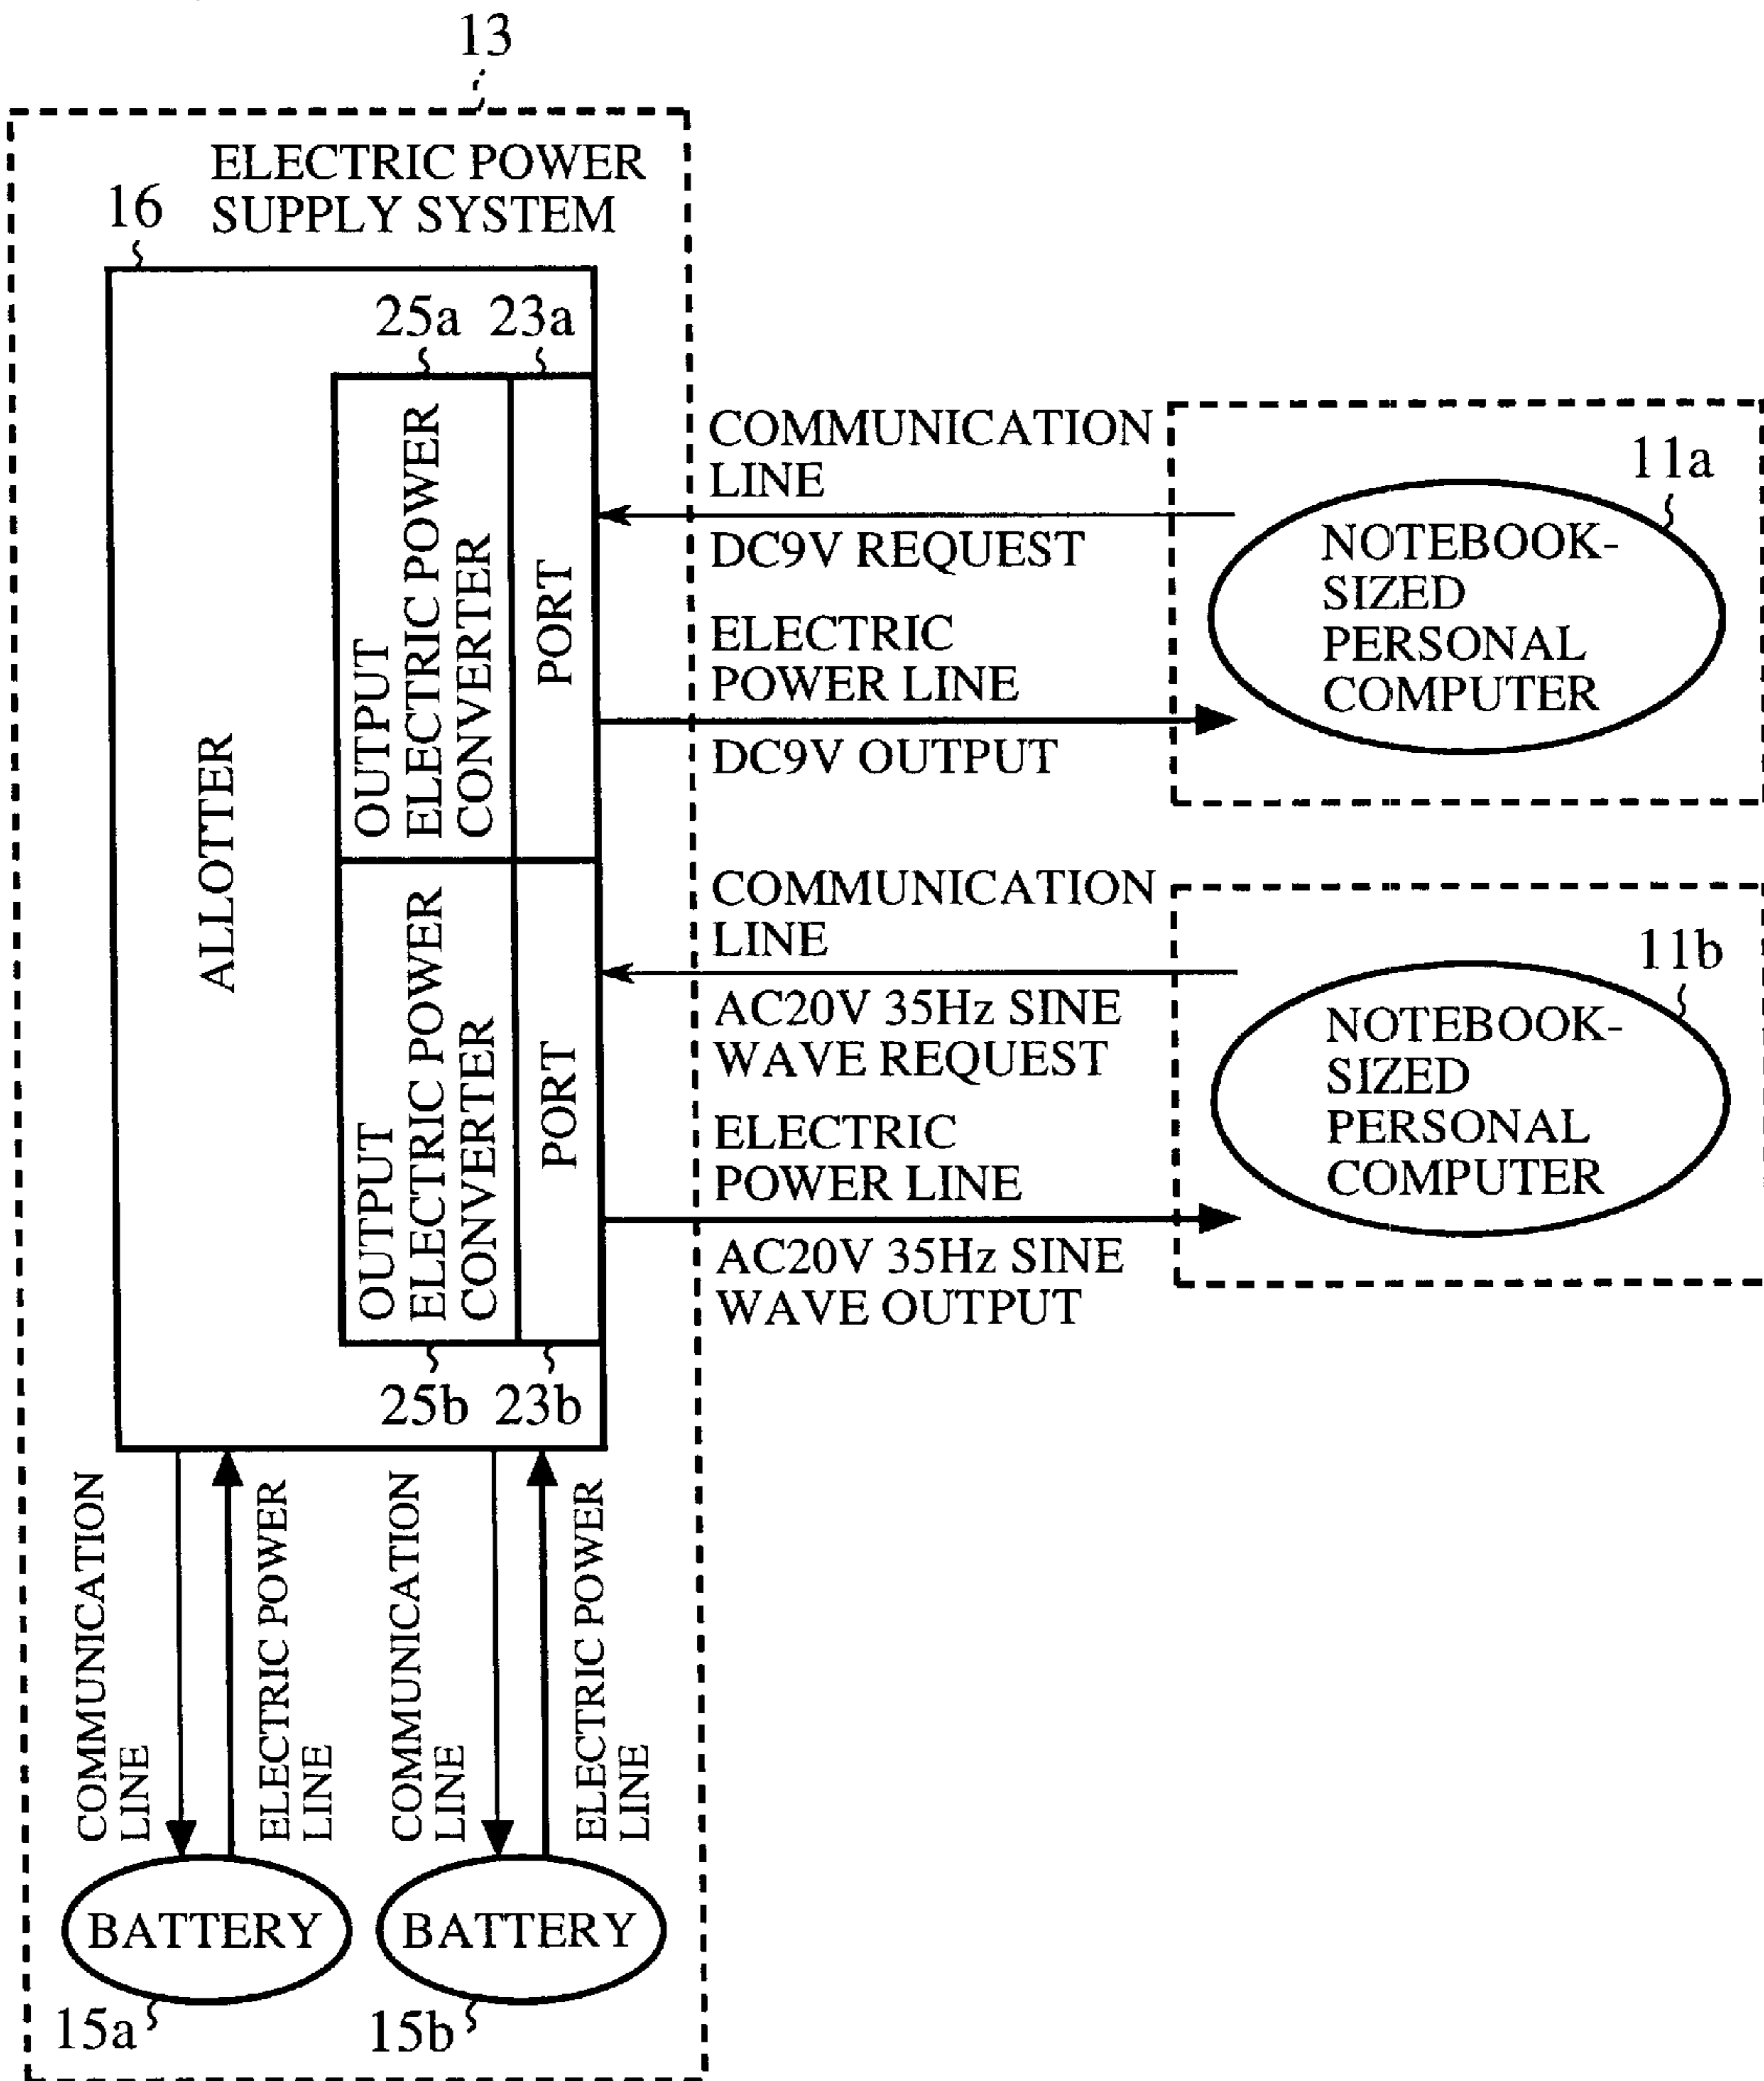 13
ELECTRIC POWER
SUPPLY SYSTEM
16
25a 23a
ALLOTTER
OUTPUT
ELECTRIC POWER
CONVERTER
PORT
OUTPUT
ELECTRIC POWER
CONVERTER
PORT
25b 23b
COMMUNICATION
LINE
DC9V REQUEST
ELECTRIC
POWER LINE
DC9V OUTPUT
11a
NOTEBOOK-
SIZED
PERSONAL
COMPUTER
COMMUNICATION
LINE
AC20V 35Hz SINE
WAVE REQUEST
ELECTRIC
POWER LINE
AC20V 35Hz SINE
WAVE OUTPUT
11b
NOTEBOOK-
SIZED
PERSONAL
COMPUTER
COMMUNICATION
LINE
ELECTRIC POWER
LINE
COMMUNICATION
LINE
ELECTRIC POWER
LINE
BATTERY
BATTERY
15a
15b